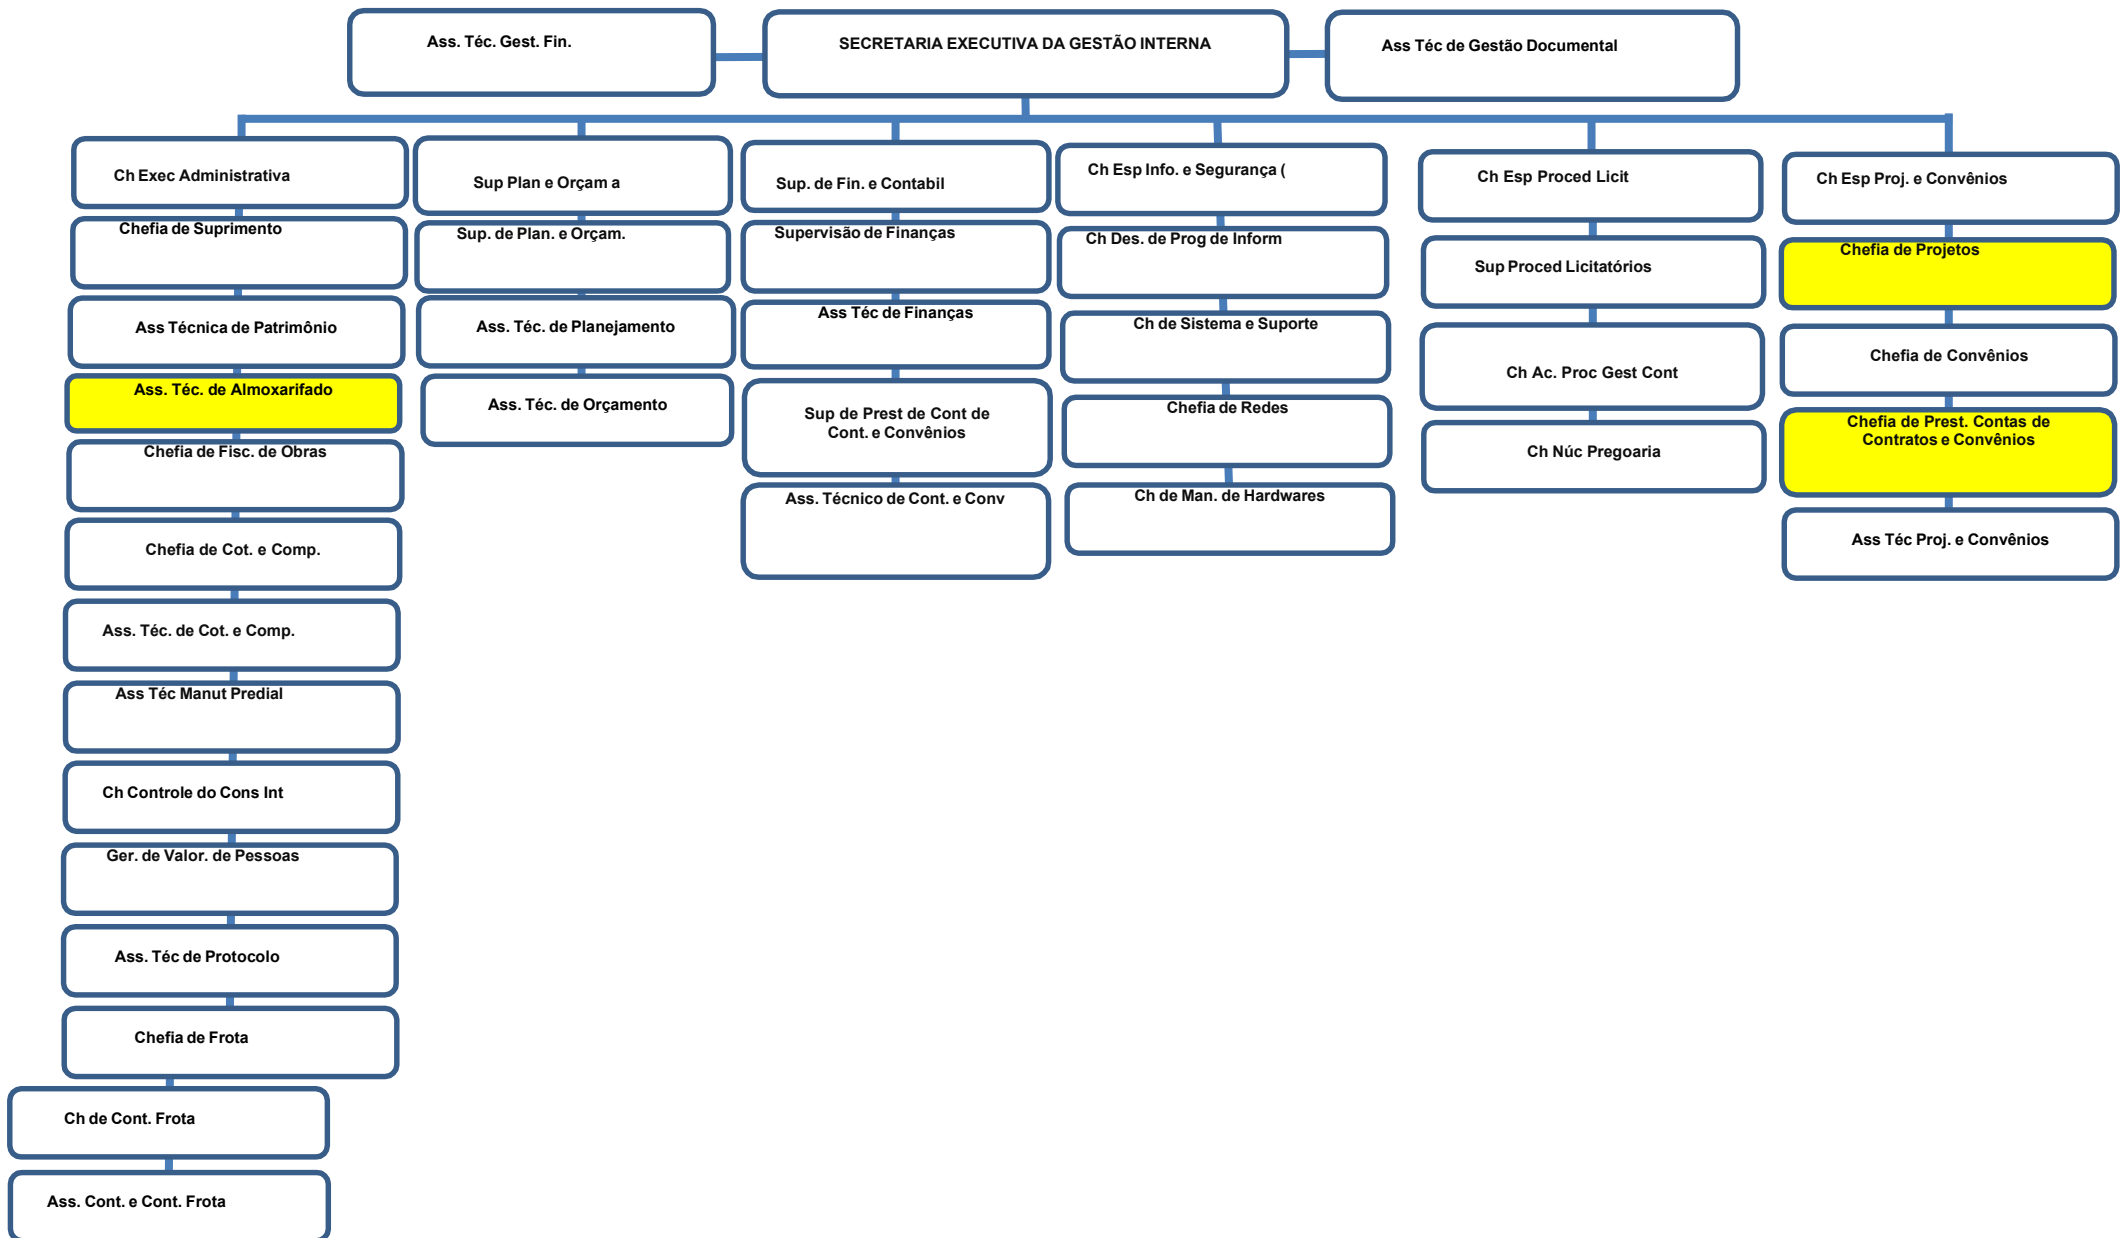 Ass. Téc. Gest. Fin.
SECRETARIA EXECUTIVA DA GESTÃO INTERNA
Ass Téc de Gestão Documental
Ch Exec Administrativa
Chefia de Suprimento
Ass Técnica de Patrimônio
Ass. Téc. de Almoxarifado
Chefia de Fisc. de Obras
Chefia de Cot. e Comp.
Ass. Téc. de Cot. e Comp.
Ass Téc Manut Predial
Ch Controle do Cons Int
Ger. de Valor. de Pessoas
Ass. Téc de Protocolo
Chefia de Frota
Ch de Cont. Frota
Ass. Cont. e Cont. Frota
Sup Plan e Orçam a
Sup. de Plan. e Orçam.
Ass. Téc. de Planejamento
Ass. Téc. de Orçamento
Sup. de Fin. e Contabil
Supervisão de Finanças
Ass Téc de Finanças
Sup de Prest de Cont de
Cont. e Convênios
Ass. Técnico de Cont. e Conv
Ch Esp Info. e Segurança (
Ch Des. de Prog de Inform
Ch de Sistema e Suporte
Chefia de Redes
Ch de Man. de Hardwares
Ch Esp Proced Licit
Sup Proced Licitatórios
Ch Ac. Proc Gest Cont
Ch Núc Pregoaria
Ch Esp Proj. e Convênios
Chefia de Projetos
Chefia de Convênios
Chefia de Prest. Contas de
Contratos e Convênios
Ass Téc Proj. e Convênios